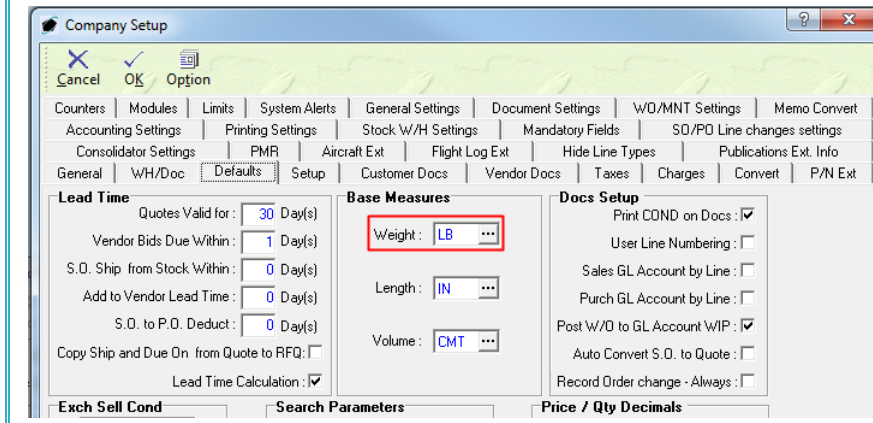 Company Setup
Cancel OK Option
Counters Modules Limits System Alerts General Settings Document Settings WO/MNT Settings Memo Convert
Accounting Settings Printing Settings Stock W/H Settings Mandatory Fields SO/PO Line changes settings
Consolidator Settings PMR Aircraft Ext Flight Log Ext Hide Line Types Publications Ext. Info
General WH/Doc Defaults Setup Customer Docs Vendor Docs Taxes Charges Convert P/N Ext
Lead Time
Quotes Valid for : 30 Day(s)
Vendor Bids Due Within : 1 Day(s)
S.O. Ship from Stock Within : 0 Day(s)
Add to Vendor Lead Time : 0 Day(s)
S.O. to P.O. Deduct : 0 Day(s)
Copy Ship and Due On from Quote to RFQ:
Lead Time Calculation :
Base Measures
Weight : LB ...
Length : IN ...
Volume : CMT ...
Docs Setup
Print COND on Docs :
User Line Numbering :
Sales GL Account by Line :
Purch GL Account by Line :
Post W/O to GL Account WIP :
Auto Convert S.O. to Quote :
Record Order change - Always :
Exch Sell Cond Search Parameters Price / Qty Decimals